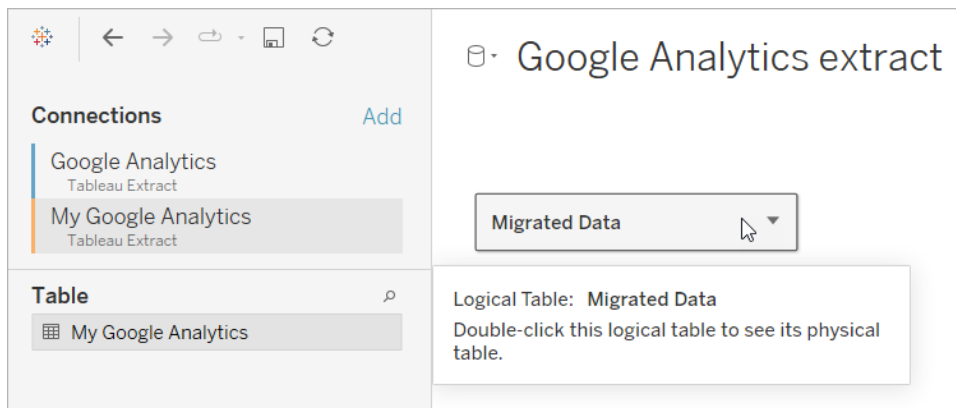 Google Analytics extract
Connections
Add
Google Analytics
Tableau Extract
My Google Analytics
Tableau Extract
Migrated Data
Table
My Google Analytics
Logical Table: Migrated Data
Double-click this logical table to see its physical
table.